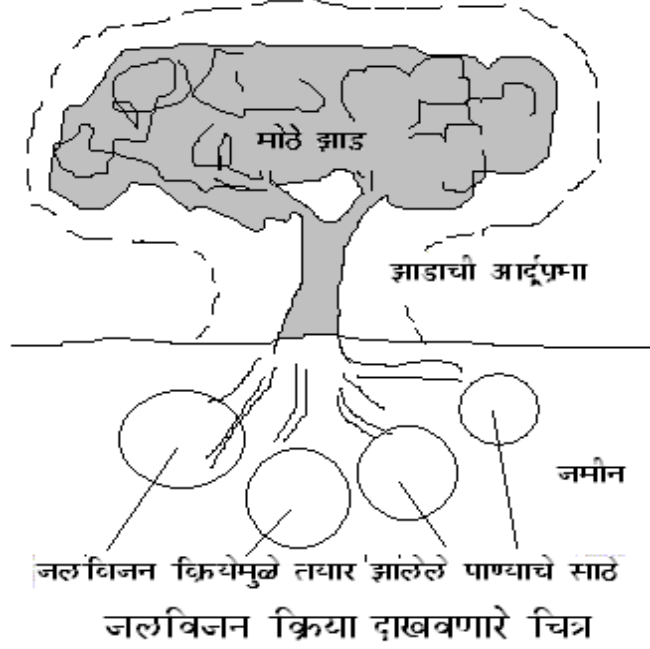 मोठे झाड
झाडाची आर्द्रप्रभा
जमीन
जलविजन क्रियेमुळे तयार झालेले पाण्याचे साठे
जलविजन क्रिया दाखवणारे चित्र